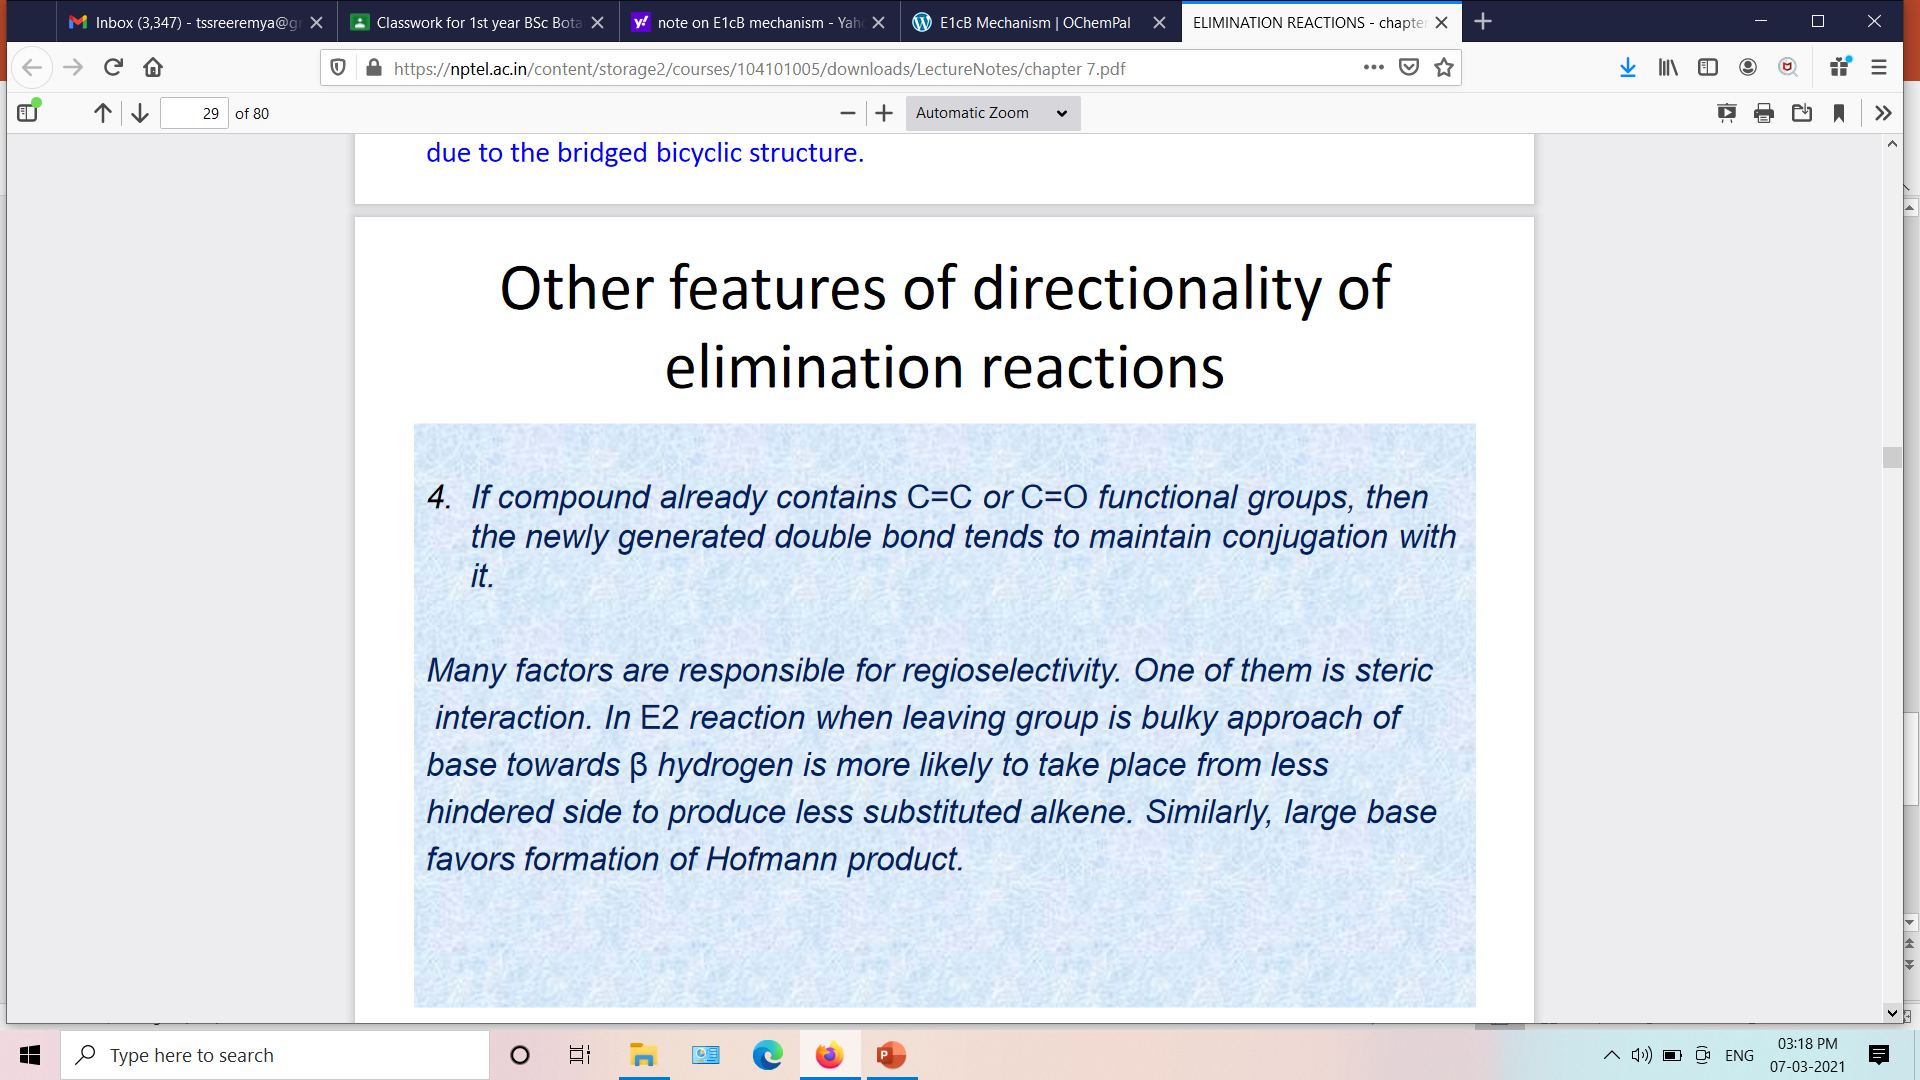 Inbox (3,347) - tssreeremya@g
Classwork for 1st year BSc Bota
note on E1cB mechanism - Yah
E1cB Mechanism | OChemPal
ELIMINATION REACTIONS - chapte
https://nptel.ac.in/content/storage2/courses/104101005/downloads/LectureNotes/chapter 7.pdf
29 of 80
Automatic Zoom
due to the bridged bicyclic structure.
Other features of directionality of
elimination reactions
4. If compound already contains C=C or C=O functional groups, then
the newly generated double bond tends to maintain conjugation with
it.
Many factors are responsible for regioselectivity. One of them is steric
interaction. In E2 reaction when leaving group is bulky approach of
base towards β hydrogen is more likely to take place from less
hindered side to produce less substituted alkene. Similarly, large base
favors formation of Hofmann product.
Type here to search
ENG
03:18 PM
07-03-2021